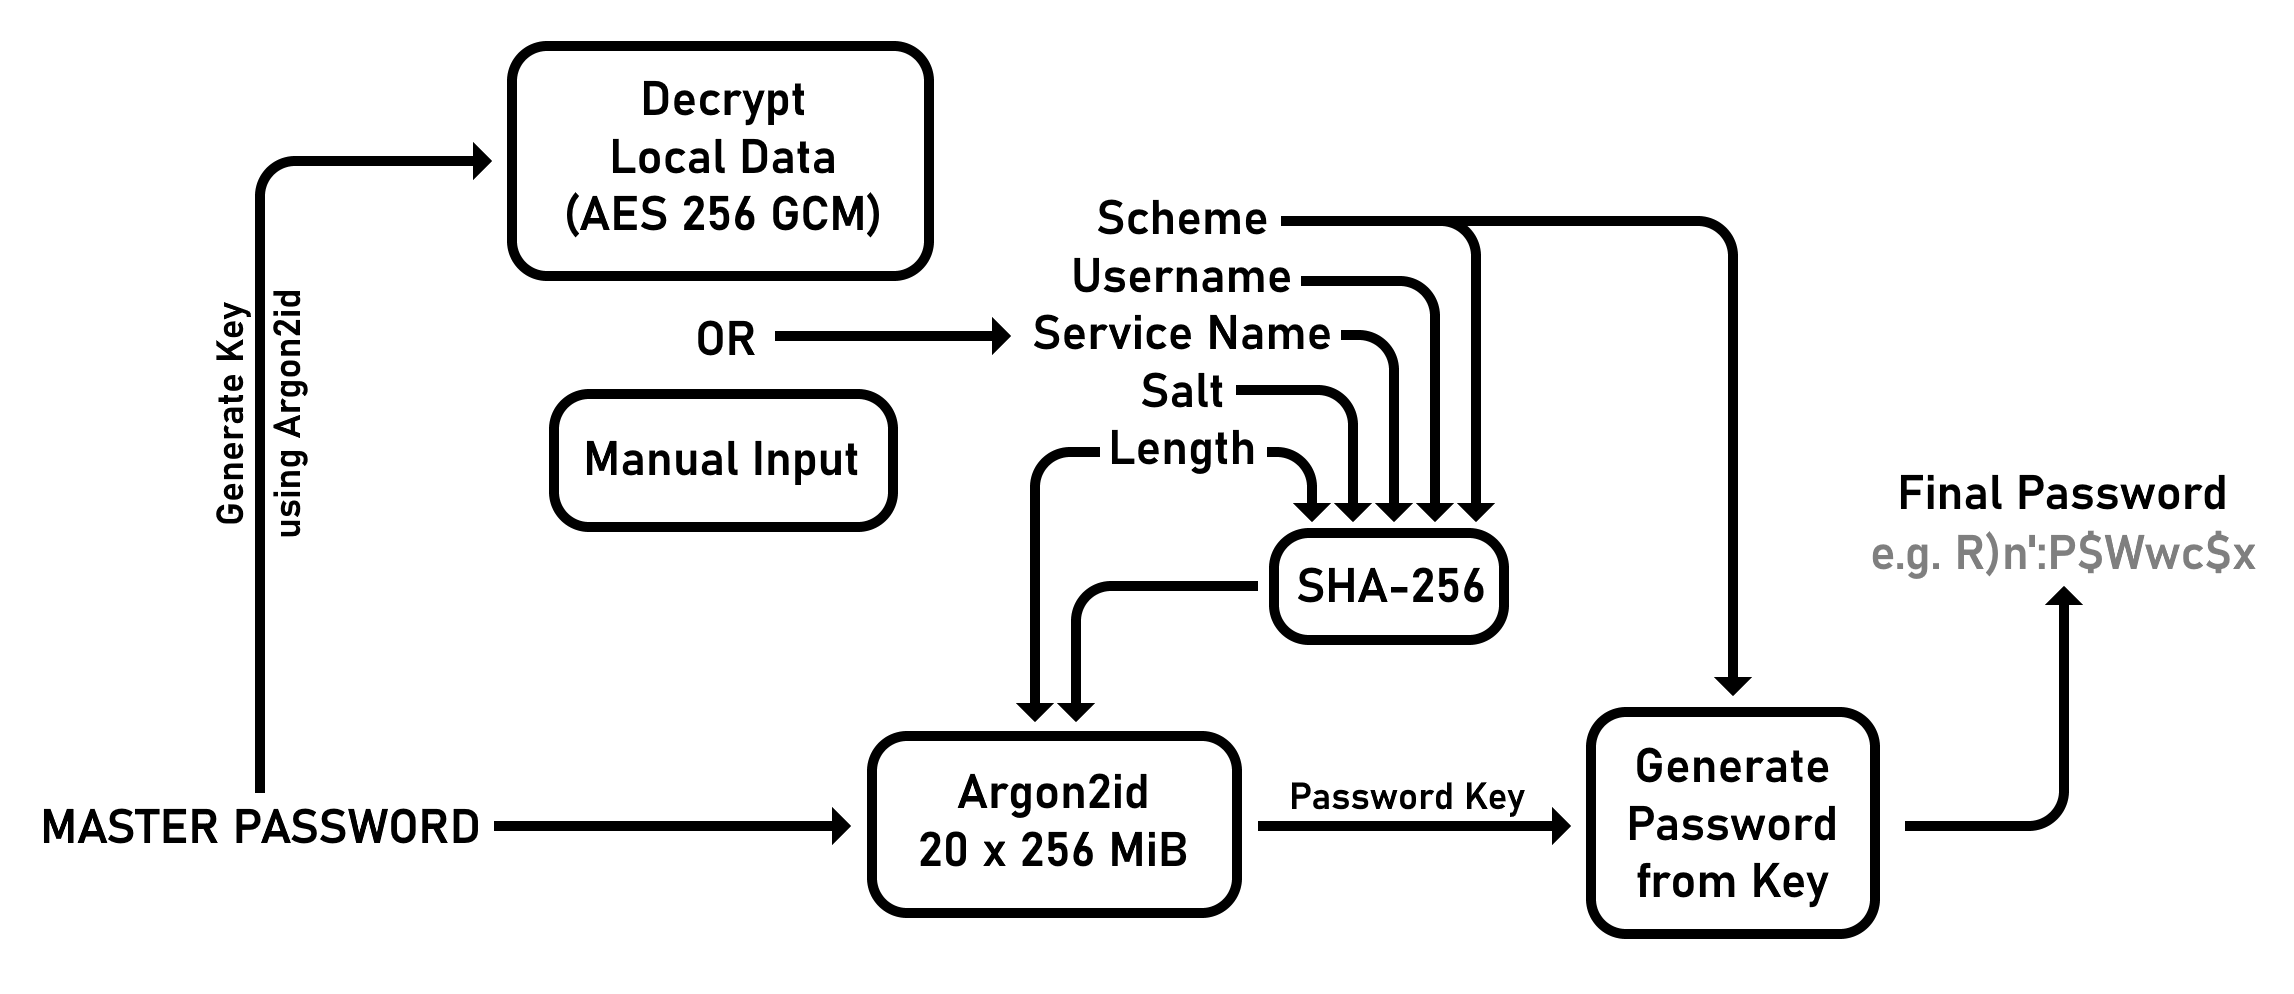 Decrypt
Local Data
(AES 256 GCM)
Generate Key
using Argon2id
OR
Manual Input
Scheme
Username
Service Name
Salt
Length
SHA-256
Final Password
e.g. R)n':P$Wwc$x
MASTER PASSWORD
Argon2id
20 x 256 MiB
Password Key
Generate
Password
from Key